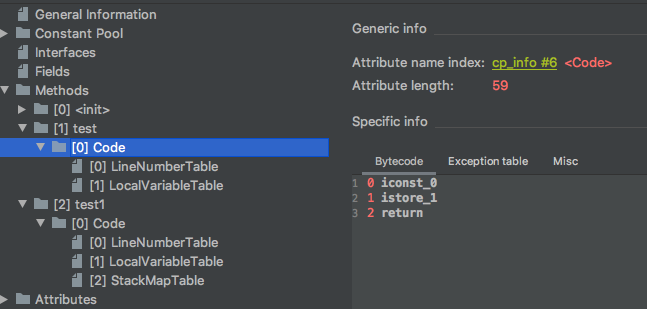 General Information
Constant Pool
Interfaces
Fields
Methods
[0] <init>
[1] test
[0] Code
[0] LineNumberTable
[1] LocalVariableTable
[2] test1
[0] Code
[0] LineNumberTable
[1] LocalVariableTable
[2] StackMapTable
Attributes
Generic info
Attribute name index: cp_info #6 <Code>
Attribute length: 59
Specific info
Bytecode Exception table Misc
1 0 iconst_0
2 1 istore_1
3 2 return